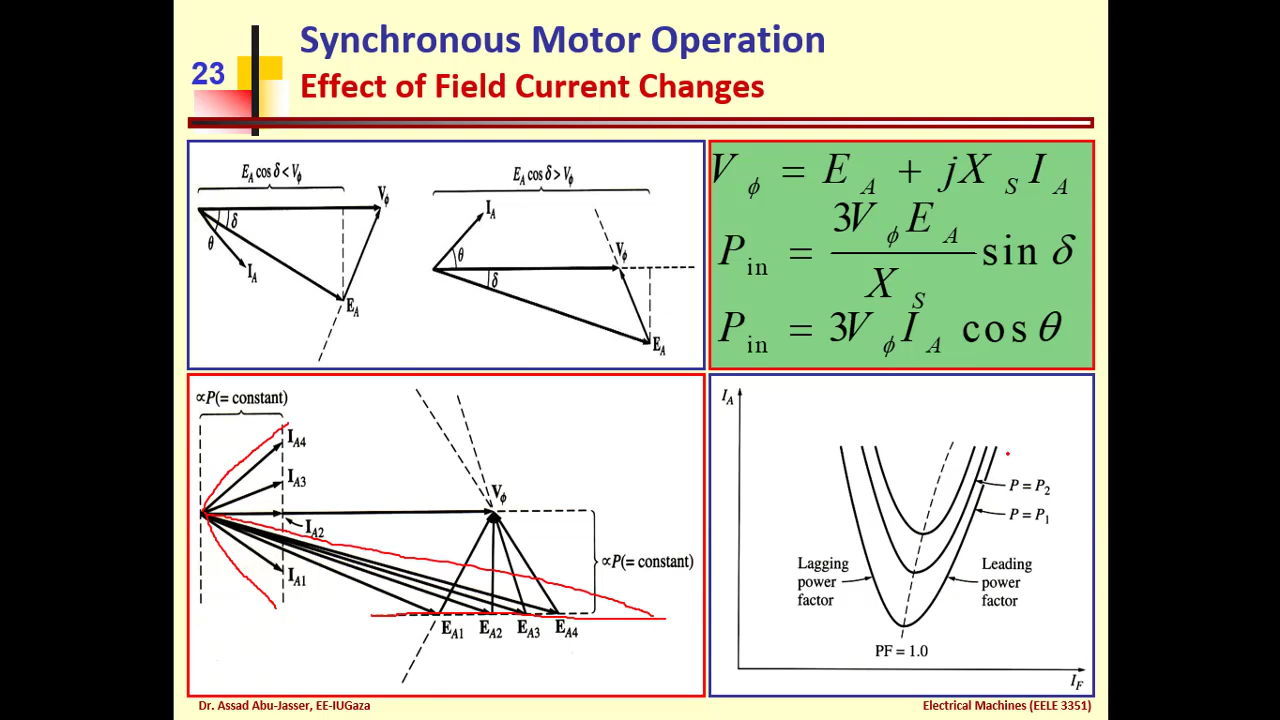 Synchronous Motor Operation
23
Effect of Field Current Changes
E_A cos δ < V_ϕ
V_ϕ
δ
θ
I_A
E_A
E_A cos δ > V_ϕ
I_A
θ
V_ϕ
δ
E_A
V_ϕ = E_A + jX_S I_A
P_in = 3V_ϕ E_A / X_S sin δ
P_in = 3V_ϕ I_A cos θ
∝P(= constant)
I_A4
I_A3
V_ϕ
I_A2
I_A1
∝P(= constant)
E_A1 E_A2 E_A3 E_A4
I_A
P = P_2
P = P_1
Lagging
power
factor
Leading
power
factor
PF = 1.0
I_F
Dr. Assad Abu-Jasser, EE-IUGaza
Electrical Machines (EELE 3351)